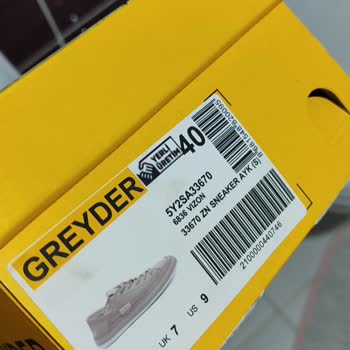 GREYDER
YERLİ
ÜRETİM
40
5Y2SA33670
6836 VIZON
33670 ZN SNEAKER AYK (S)
2100000440746
UK 7
US 9